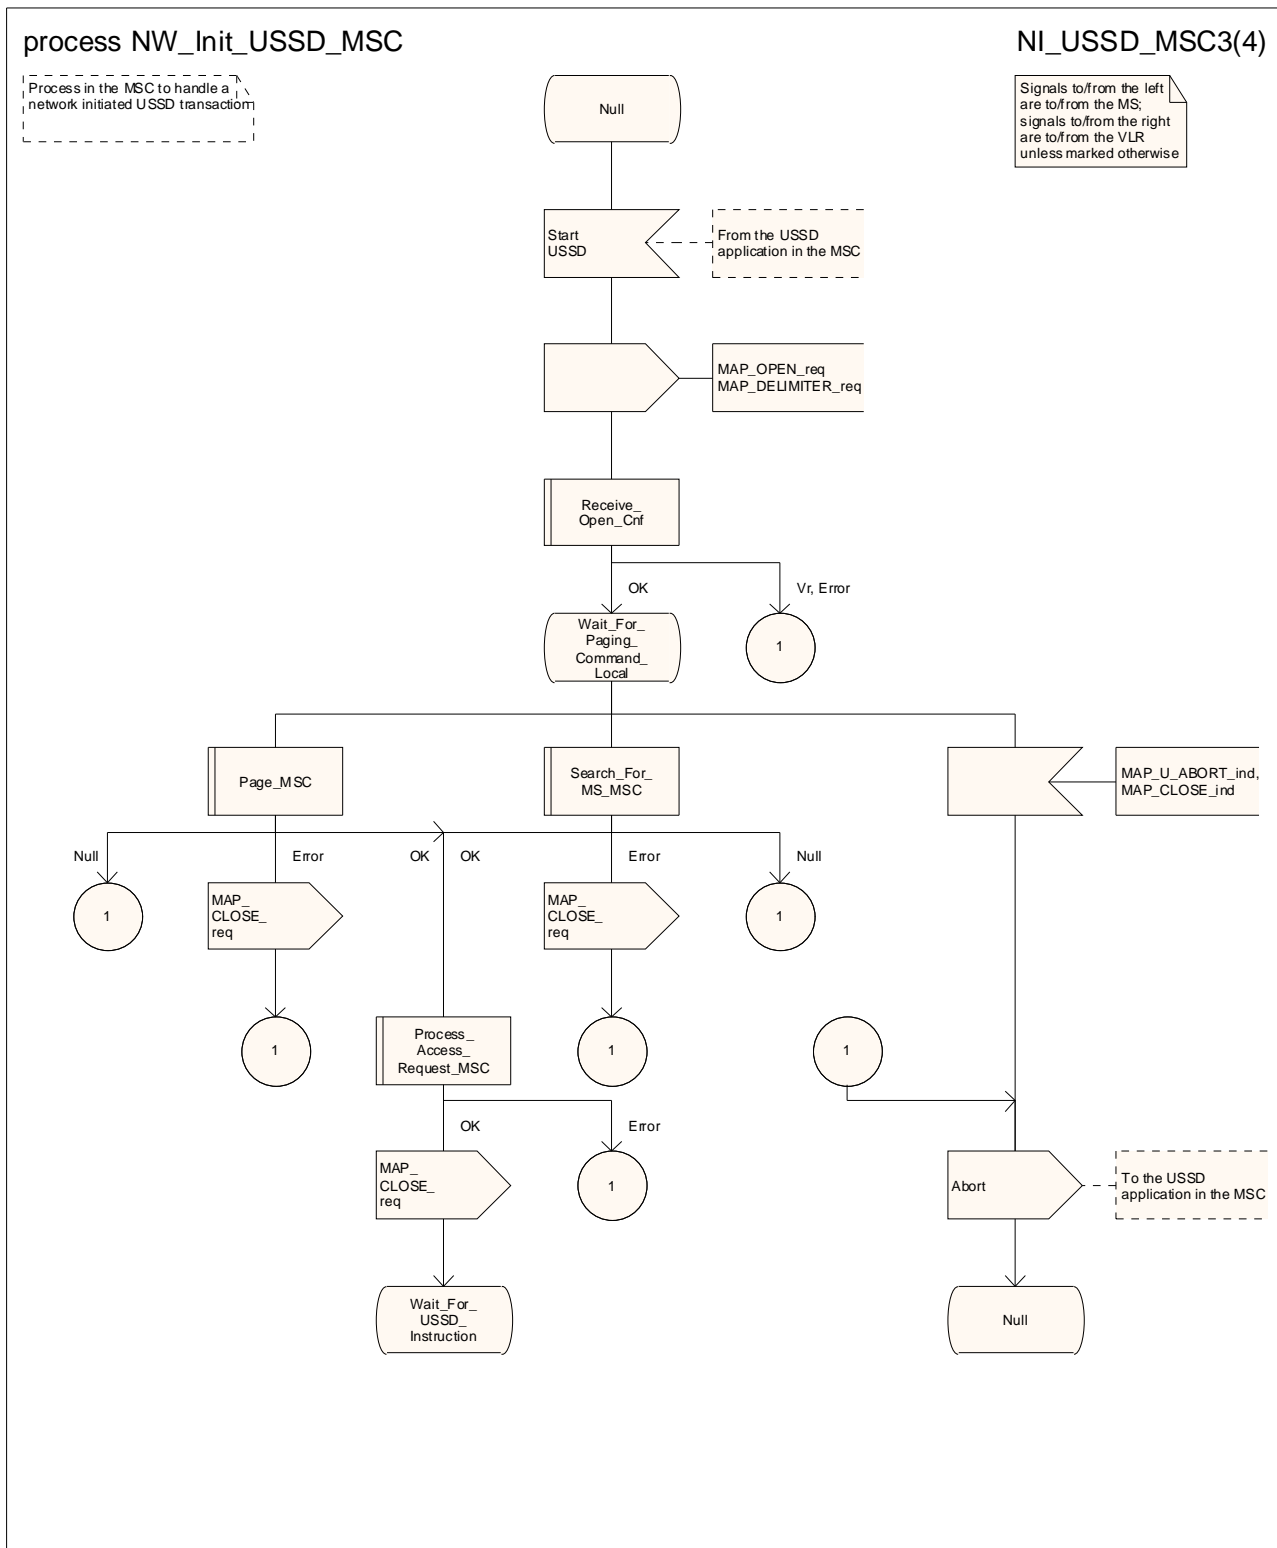 process NW_Init_USSD_MSC
NI_USSD_MSC3(4)
Process in the MSC to handle a
network initiated USSD transaction
Signals to/from the left
are to/from the MS;
signals to/from the right
are to/from the VLR
unless marked otherwise
Null
Start
USSD
From the USSD
application in the MSC
MAP_OPEN_req
MAP_DELIMITER_req
Receive_
Open_Cnf
OK
Vr, Error
Wait_For_
Paging_
Command_
Local
1
Page_MSC
Search_For_
MS_MSC
MAP_U_ABORT_ind,
MAP_CLOSE_ind
Null
Error
OK
OK
Error
Null
1
MAP_
CLOSE_
req
MAP_
CLOSE_
req
1
1
Process_
Access_
Request_MSC
1
1
OK
Error
MAP_
CLOSE_
req
1
Abort
To the USSD
application in the MSC
Wait_For_
USSD_
Instruction
Null